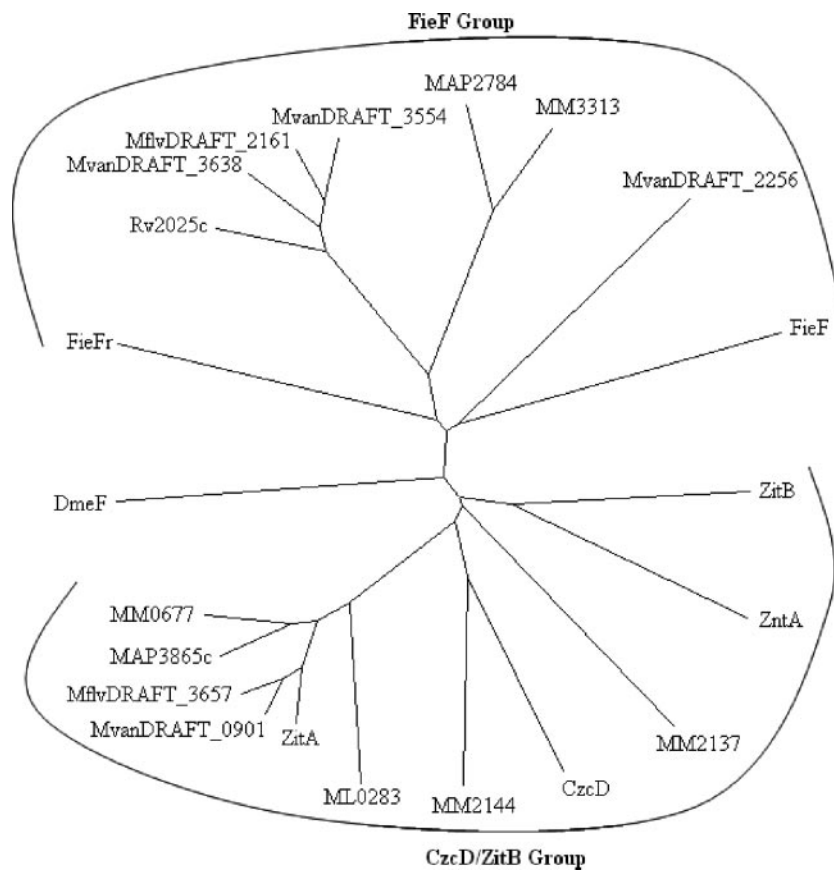 FieF Group
MAP2784
MM3313
MvanDRAFT_3554
MflvDRAFT_2161
MvanDRAFT_3638
MvanDRAFT_2256
Rv2025c
FieF
FieFr
ZitB
DmeF
MM0677
ZntA
MAP3865c
MflvDRAFT_3657
MvanDRAFT_0901
ZitA
MM2137
CzcD
ML0283
MM2144
CzcD/ZitB Group